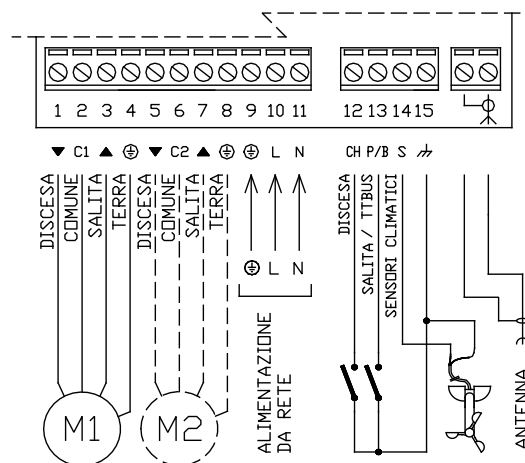 1 2 3 4 5 6 7 8 9 10 11 12 13 14 15
C1 C2 L N CH P/B S
DISCESA
COMUNE
SALITA
TERRA
DISCESA
COMUNE
SALITA
TERRA
L N
ALIMENTAZIONE
DA RETE
DISCESA
SALITA / TTBUS
SENSORI CLIMATICI
ANTENNA
M1 M2